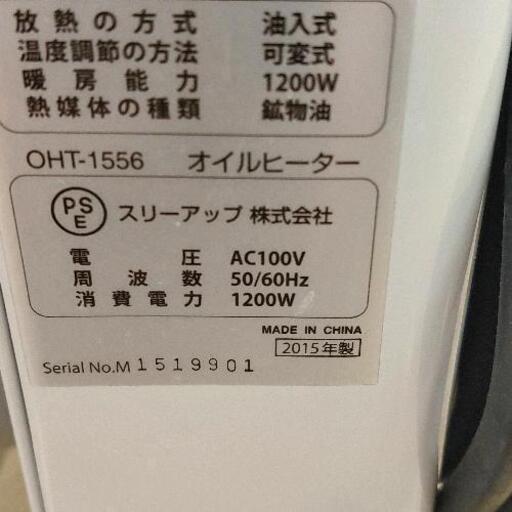 放熱の方式 油入式
温度調節の方法 可変式
暖房能力 1200W
熱媒体の種類 鉱物油
OHT-1556 オイルヒーター
PSE スリーアップ 株式会社
電圧 AC100V
周波数 50/60Hz
消費電力 1200W
MADE IN CHINA
2015年製
Serial No.M 1519901